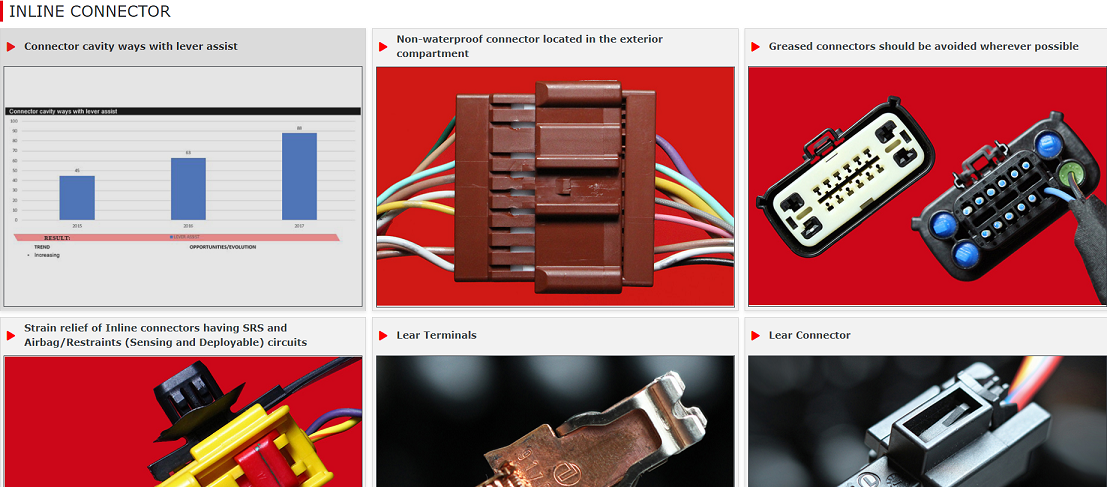 INLINE CONNECTOR
Connector cavity ways with lever assist
Non-waterproof connector located in the exterior
compartment
Greased connectors should be avoided wherever possible
Connector cavity ways with lever assist
100
90
80
70
60
50
40
30
20
10
0
45
63
88
2015
2016
2017
RESULT:
LEVER ASSIST
TREND
OPPORTUNITIES/EVOLUTION
• Increasing
Strain relief of Inline connectors having SRS and
Airbag/Restraints (Sensing and Deployable) circuits
Lear Terminals
Lear Connector